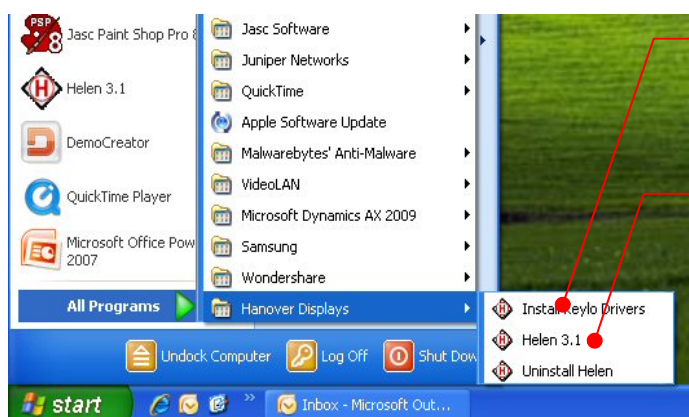 PSP
8
Jasc Paint Shop Pro 8
Helen 3.1
DemoCreator
QuickTime Player
Microsoft Office Pow
2007
All Programs
Jasc Software
Juniper Networks
QuickTime
Apple Software Update
Malwarebytes' Anti-Malware
VideoLAN
Microsoft Dynamics AX 2009
Samsung
Wondershare
Hanover Displays
Install Keylo Drivers
Helen 3.1
Uninstall Helen
Undock Computer
Log Off
Shut Dow
start
Inbox - Microsoft Out...